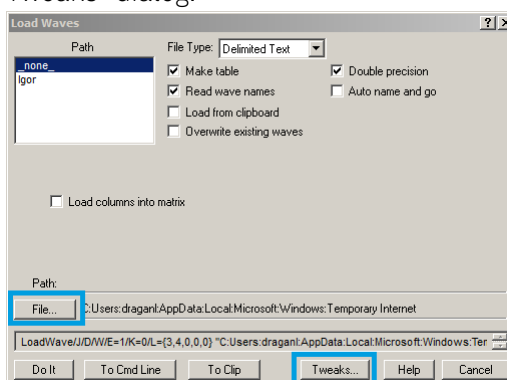 Tweaks dialog.
Load Waves
Path
File Type: Delimited Text
_none_
Igor
Make table
Double precision
Read wave names
Auto name and go
Load from clipboard
Overwrite existing waves
Load columns into matrix
Path:
File... C:Users:draganl:AppData:Local:Microsoft:Windows:Temporary Internet
LoadWave/J/D/W/E=1/K=0/L={3,4,0,0,0} "C:Users:draganl:AppData:Local:Microsoft:Windows:Ter
Do It To Cmd Line To Clip Tweaks... Help Cancel